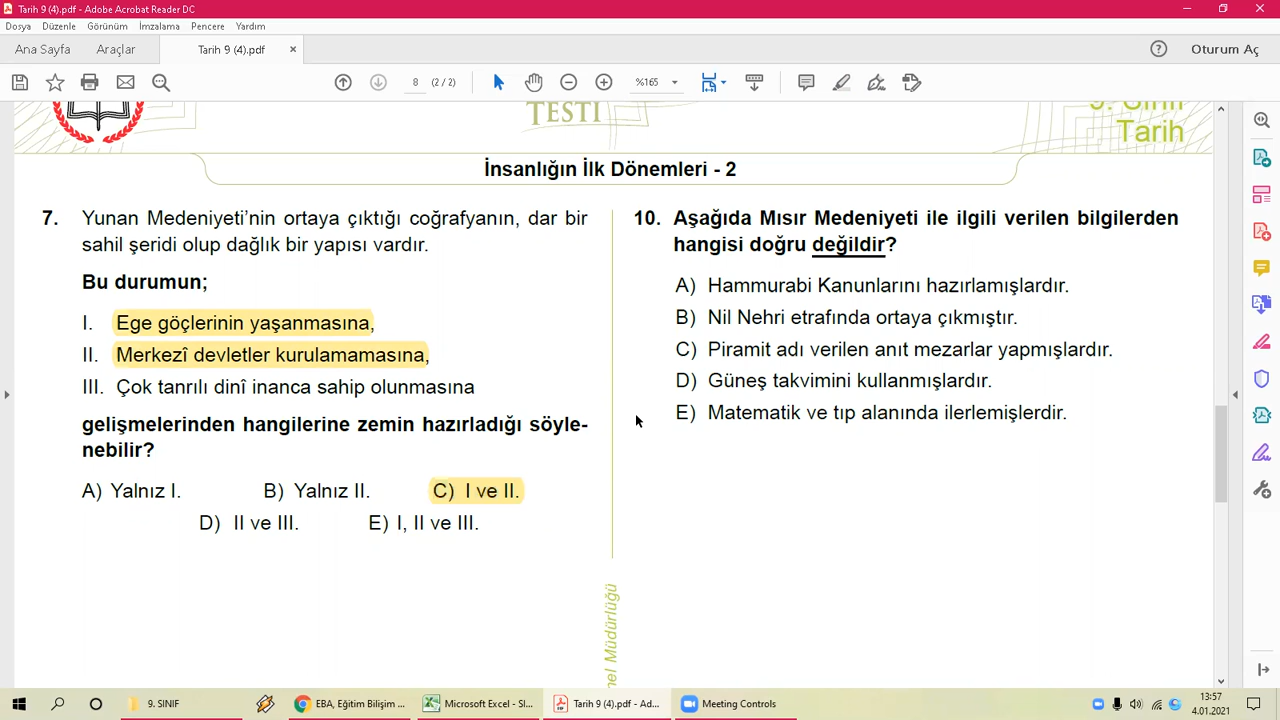 Tarih 9 (4).pdf - Adobe Acrobat Reader DC
Dosya Düzenle Görünüm İmzalama Pencere Yardım
Ana Sayfa Araçlar Tarih 9 (4).pdf × Oturum Aç
8 (2 / 2) %165
TESTİ
9. Sınıf
Tarih
İnsanlığın İlk Dönemleri - 2
7. Yunan Medeniyeti’nin ortaya çıktığı coğrafyanın, dar bir
sahil şeridi olup dağlık bir yapısı vardır.
Bu durumun;
I. Ege göçlerinin yaşanmasına,
II. Merkezî devletler kurulamamasına,
III. Çok tanrılı dinî inanca sahip olunmasına
gelişmelerinden hangilerine zemin hazırladığı söyle-
nebilir?
A) Yalnız I. B) Yalnız II. C) I ve II.
D) II ve III. E) I, II ve III.
10. Aşağıda Mısır Medeniyeti ile ilgili verilen bilgilerden
hangisi doğru değildir?
A) Hammurabi Kanunlarını hazırlamışlardır.
B) Nil Nehri etrafında ortaya çıkmıştır.
C) Piramit adı verilen anıt mezarlar yapmışlardır.
D) Güneş takvimini kullanmışlardır.
E) Matematik ve tıp alanında ilerlemişlerdir.
nel Müdürlüğü
9. SINIF EBA, Eğitim Bilişim ... Microsoft Excel - Sl... Tarih 9 (4).pdf - Ad... Meeting Controls
13:57
4.01.2021